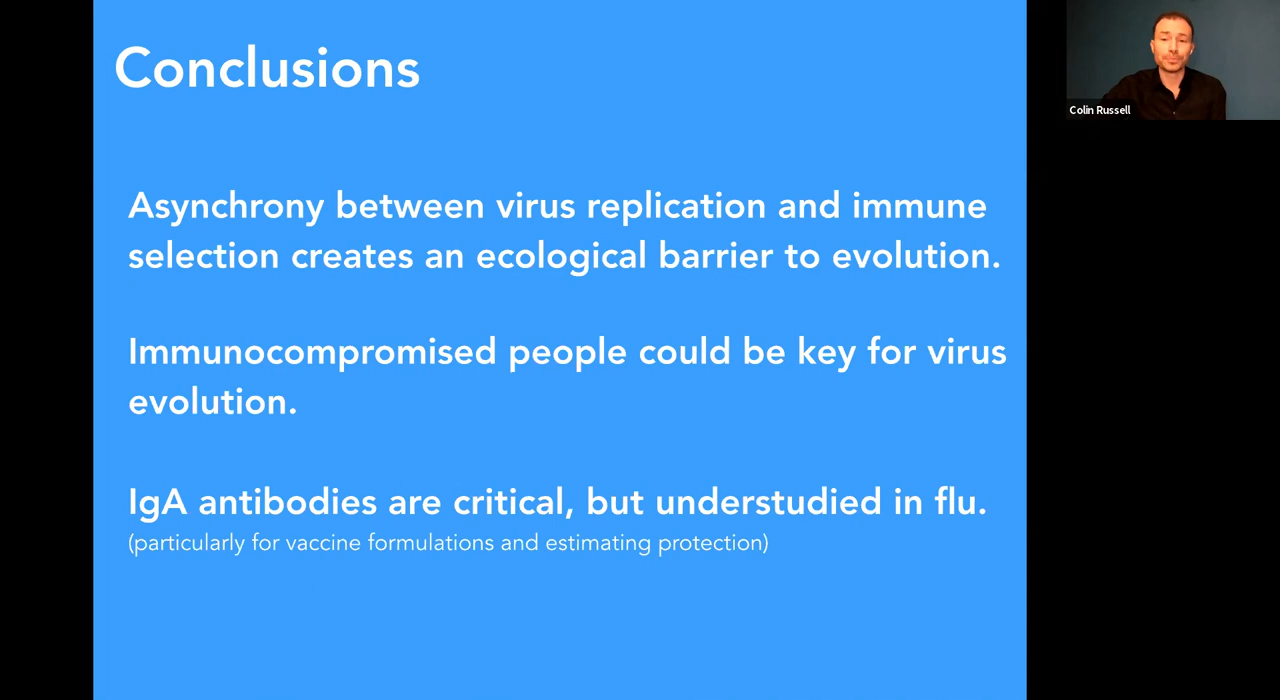 Conclusions
Colin Russell
Asynchrony between virus replication and immune
selection creates an ecological barrier to evolution.
Immunocompromised people could be key for virus
evolution.
IgA antibodies are critical, but understudied in flu.
(particularly for vaccine formulations and estimating protection)